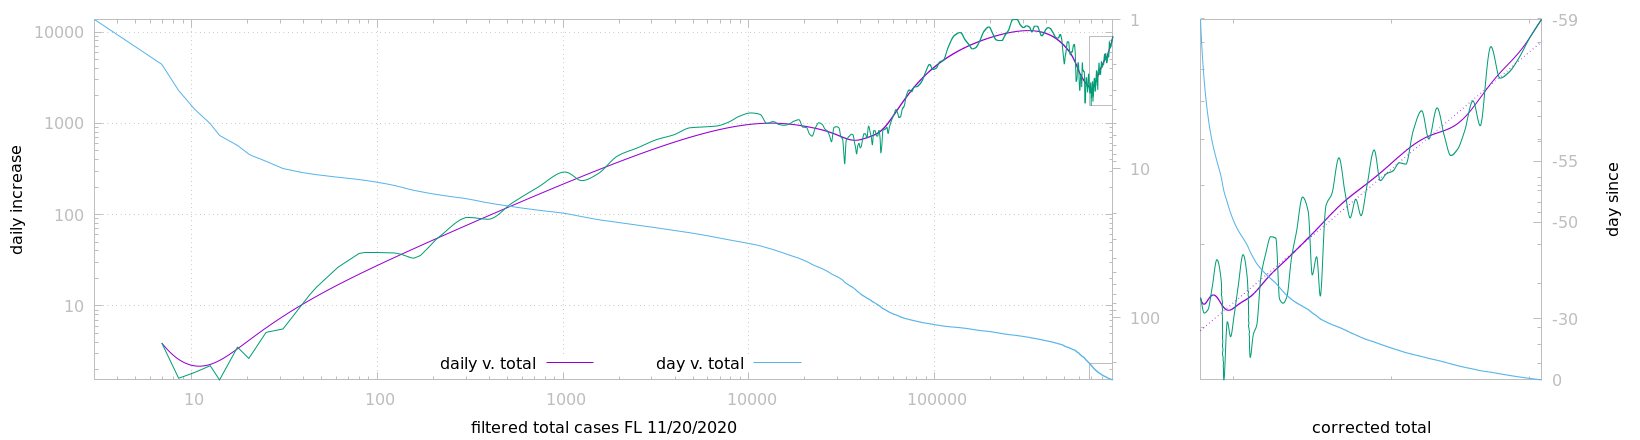 10000
1000
100
10
daily increase
10
100
1000
10000
100000
filtered total cases FL 11/20/2020
daily v. total
day v. total
1
10
100
-59
-55
-50
-30
0
day since
corrected total